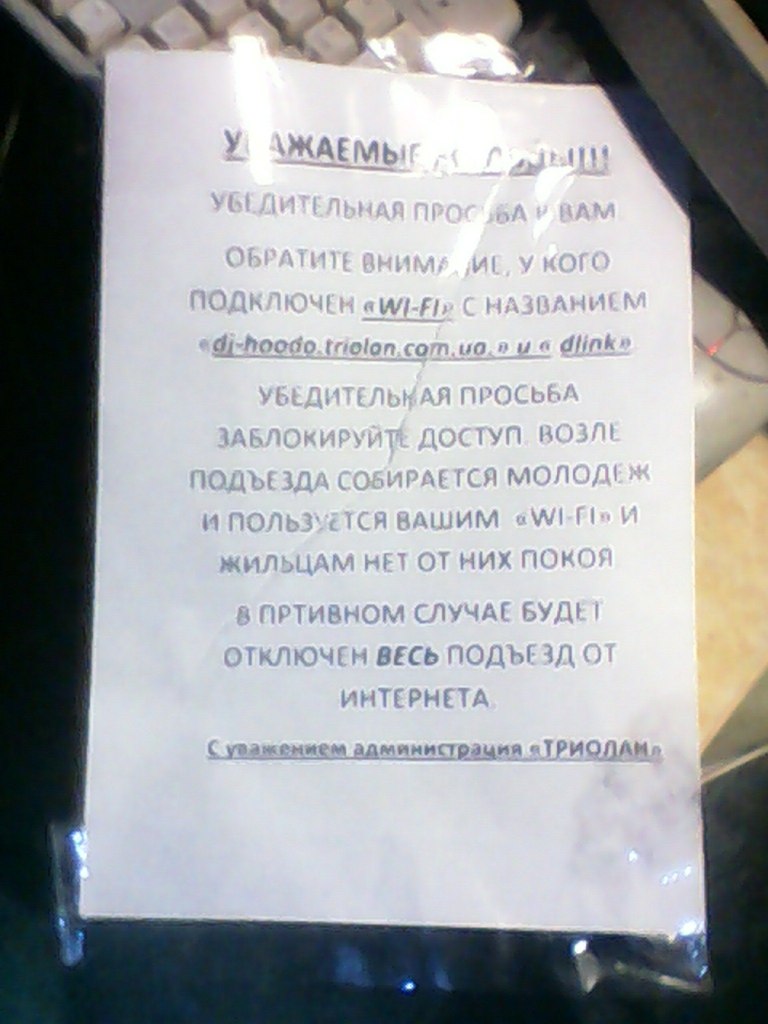 УВАЖАЕМЫЕ
УБЕДИТЕЛЬНАЯ ПРОСЬБА К ВАМ
ОБРАТИТЕ ВНИМАНИЕ, У КОГО
ПОДКЛЮЧЕН «WI-FI» С НАЗВАНИЕМ
«dj-hoodo.triolan.com.ua.» и « dlink»
УБЕДИТЕЛЬНАЯ ПРОСЬБА
ЗАБЛОКИРУЙТЕ ДОСТУП. ВОЗЛЕ
ПОДЪЕЗДА СОБИРАЕТСЯ МОЛОДЕЖ
И ПОЛЬЗУЕТСЯ ВАШИМ «WI-FI» И
ЖИЛЬЦАМ НЕТ ОТ НИХ ПОКОЯ
В ПРТИВНОМ СЛУЧАЕ БУДЕТ
ОТКЛЮЧЕН ВЕСЬ ПОДЪЕЗД ОТ
ИНТЕРНЕТА.
С уважением администрация «ТРИОЛАН»